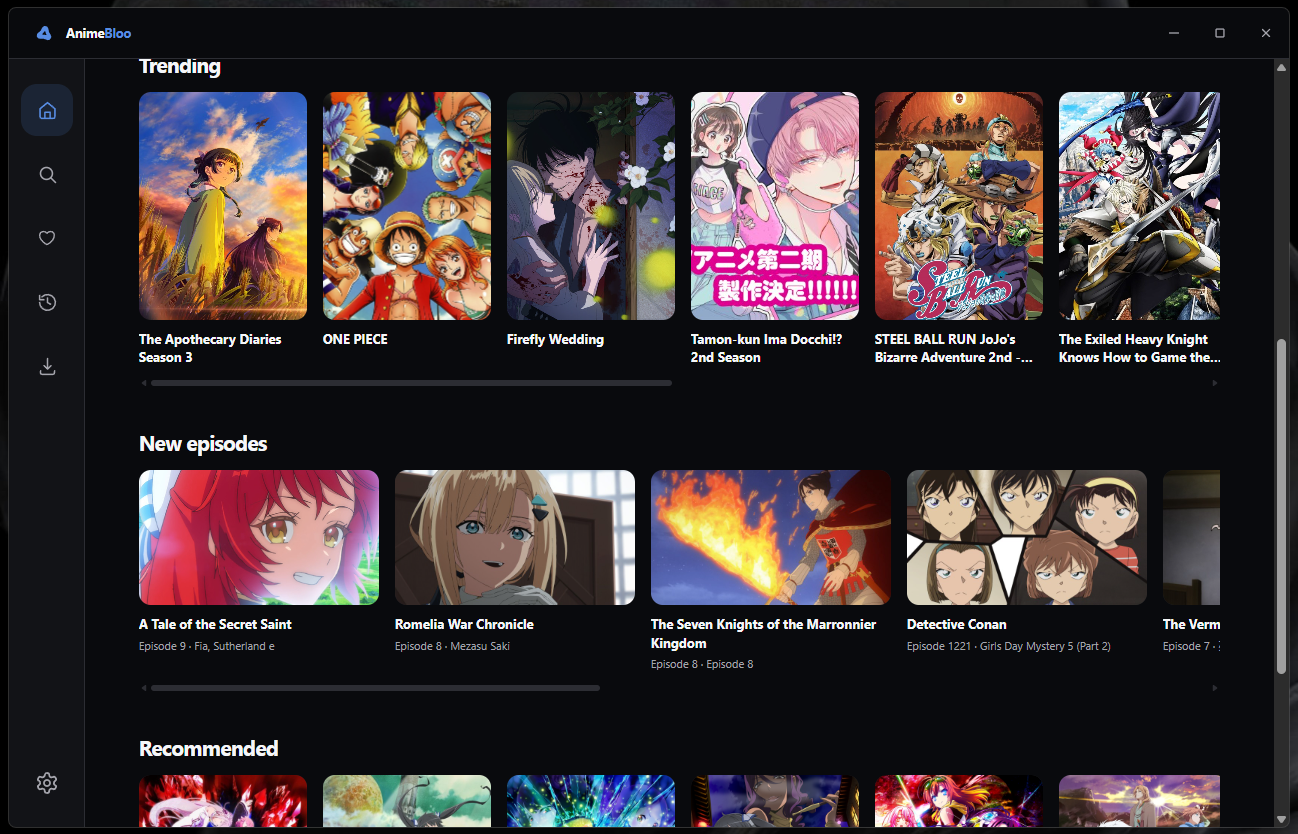 AnimeBloo
Trending
アニメ第二期
製作決定!!!!!!
STEEL
BALL RUN
The Apothecary Diaries
Season 3
ONE PIECE
Firefly Wedding
Tamon-kun Ima Docchi!?
2nd Season
STEEL BALL RUN JoJo's
Bizarre Adventure 2nd -...
The Exiled Heavy Knight
Knows How to Game the...
New episodes
A Tale of the Secret Saint
Episode 9 · Fia, Sutherland e
Romelia War Chronicle
Episode 8 · Mezasu Saki
The Seven Knights of the Marronnier
Kingdom
Episode 8 · Episode 8
Detective Conan
Episode 1221 · Girls Day Mystery 5 (Part 2)
The Verm
Episode 7 ·
Recommended